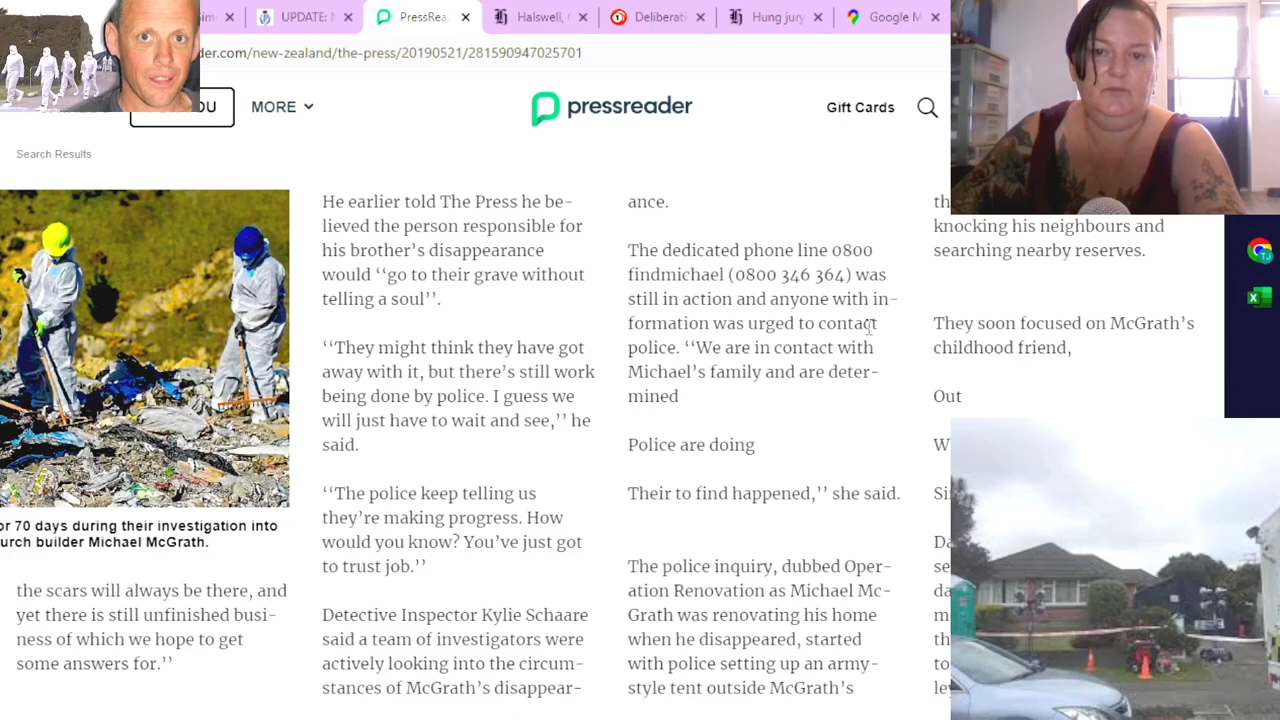 UPDATE:
PressRea
Halswell,
Deliberati
Hung jury
Google M
der.com/new-zealand/the-press/20190521/281590947025701
OU
MORE
pressreader
Gift Cards
Search Results
or 70 days during their investigation into
urch builder Michael McGrath.
the scars will always be there, and
yet there is still unfinished busi-
ness of which we hope to get
some answers for.’’
He earlier told The Press he be-
lieved the person responsible for
his brother’s disappearance
would ‘‘go to their grave without
telling a soul’’.
‘‘They might think they have got
away with it, but there’s still work
being done by police. I guess we
will just have to wait and see,’’ he
said.
‘‘The police keep telling us
they’re making progress. How
would you know? You’ve just got
to trust job.’’
Detective Inspector Kylie Schaare
said a team of investigators were
actively looking into the circum-
stances of McGrath’s disappear-
ance.
The dedicated phone line 0800
findmichael (0800 346 364) was
still in action and anyone with in-
formation was urged to contact
police. ‘‘We are in contact with
Michael’s family and are deter-
mined
Police are doing
Their to find happened,’’ she said.
The police inquiry, dubbed Oper-
ation Renovation as Michael Mc-
Grath was renovating his home
when he disappeared, started
with police setting up an army-
style tent outside McGrath’s
th
knocking his neighbours and
searching nearby reserves.
They soon focused on McGrath’s
childhood friend,
Out
W
Si
Da
se
da
m
th
to
le